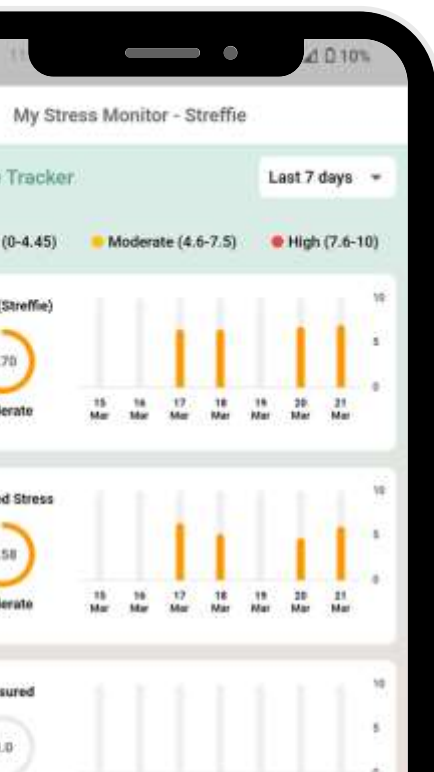 10%
My Stress Monitor - Streffie
Tracker
Last 7 days
(0-4.45)
Moderate (4.6-7.5)
High (7.6-10)
(Streffie)
10
70
5
0
erate
15 16 17 18 19 20 21
Mar Mar Mar Mar Mar Mar Mar
ed Stress
10
.58
5
0
erate
15 16 17 18 19 20 21
Mar Mar Mar Mar Mar Mar Mar
sured
10
5
.0